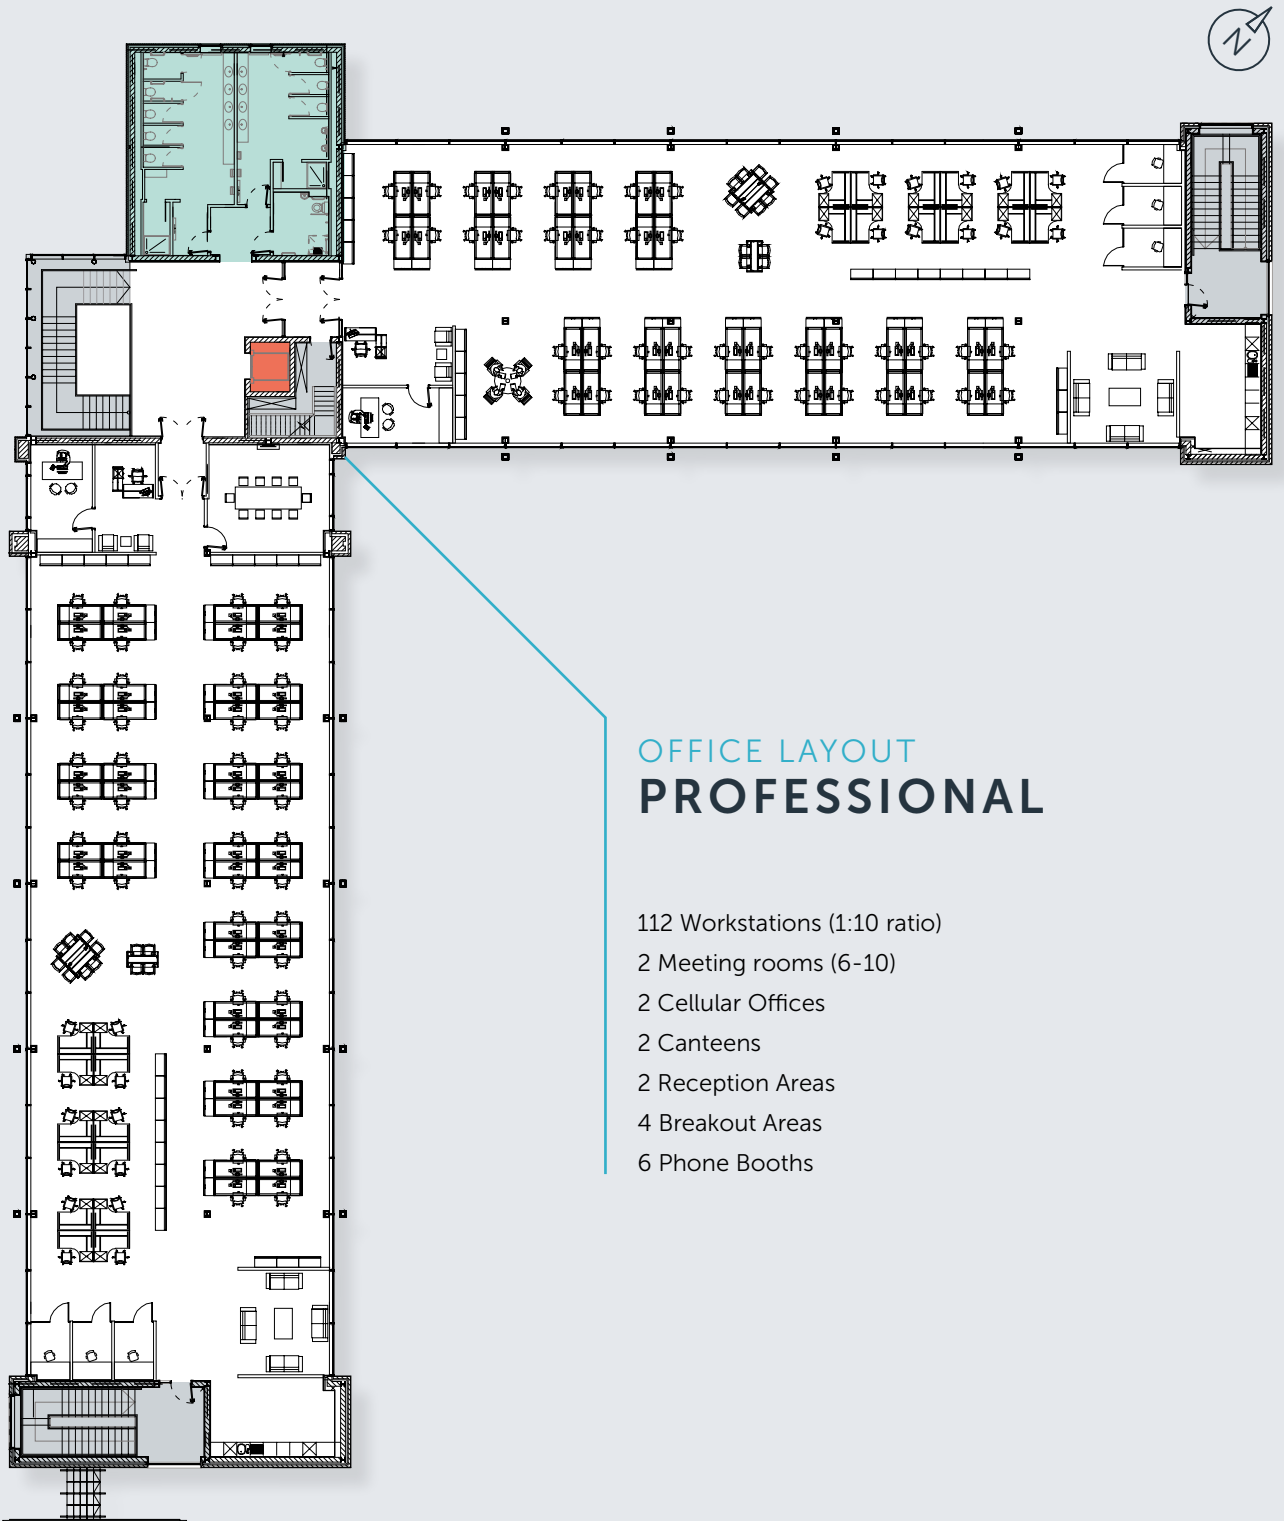 N
OFFICE LAYOUT
PROFESSIONAL
112 Workstations (1:10 ratio)
2 Meeting rooms (6-10)
2 Cellular Offices
2 Canteens
2 Reception Areas
4 Breakout Areas
6 Phone Booths